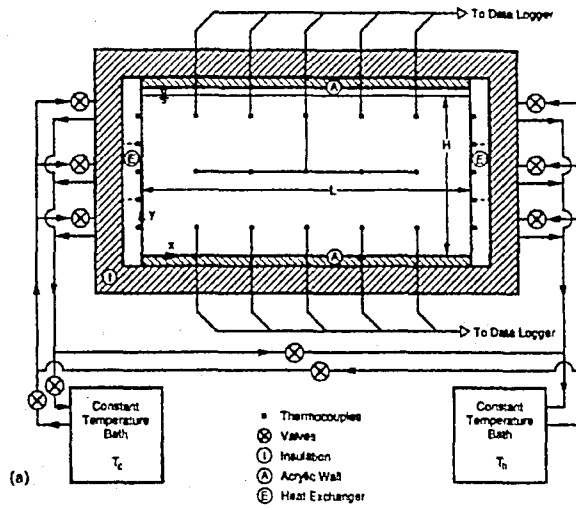 To Data Logger
A
E
H
E
L
y
x
A
I
To Data Logger
Constant
Temperature
Bath
Tc
Constant
Temperature
Bath
Th
Thermocouples
Valves
I Insulation
A Acrylic Wall
E Heat Exchanger
(a)